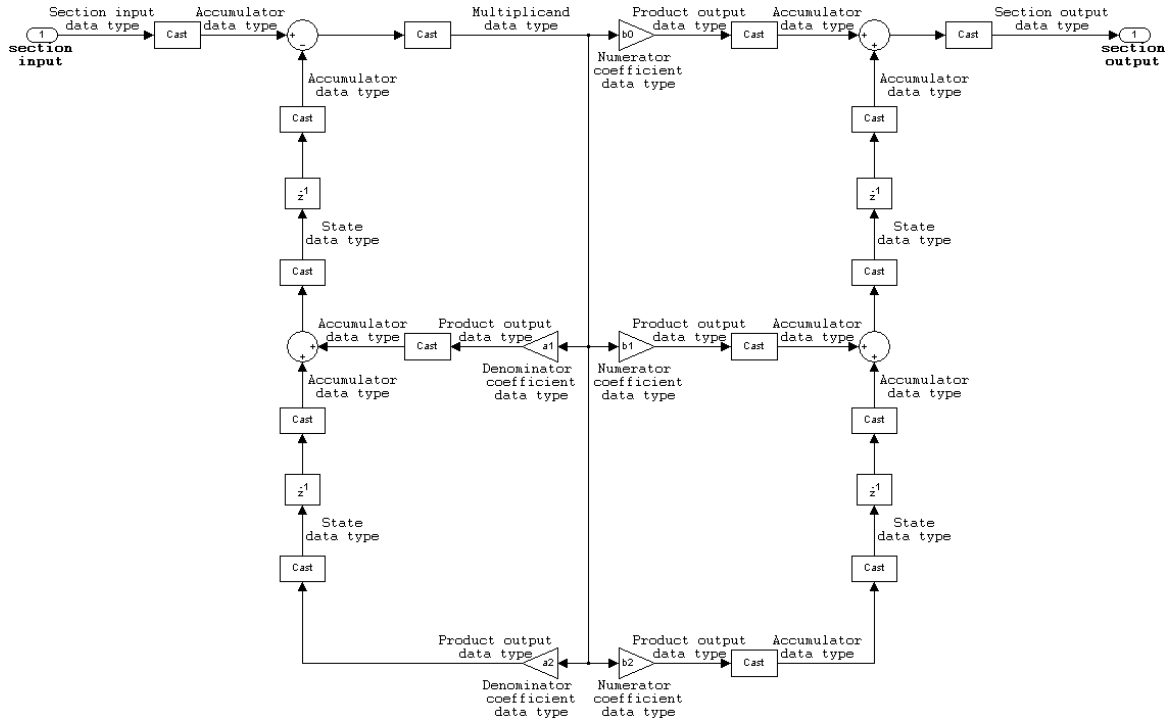 Section input
data type
Accumulator
data type
Multiplicand
data type
Product output
data type
Accumulator
data type
Section output
data type
1
section
input
Cast
+
−
Cast
b0
Cast
+
+
Cast
1
section
output
Numerator
coefficient
data type
Accumulator
data type
Accumulator
data type
Cast
Cast
z-1
z-1
State
data type
State
data type
Cast
Cast
Accumulator
data type
Product output
data type
Product output
data type
Accumulator
data type
+
+
Cast
a1
b1
Cast
+
+
Denominator
coefficient
data type
Numerator
coefficient
data type
Accumulator
data type
Accumulator
data type
Cast
Cast
z-1
z-1
State
data type
State
data type
Cast
Cast
Product output
data type
Product output
data type
Accumulator
data type
a2
b2
Cast
Denominator
coefficient
data type
Numerator
coefficient
data type